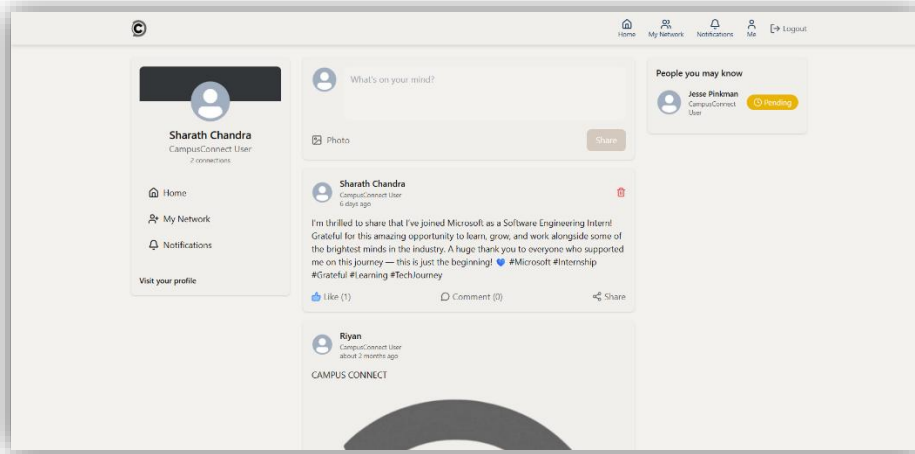 C
Home
My Network
Notifications
Me
Logout
Sharath Chandra
CampusConnect User
2 connections
Home
My Network
Notifications
Visit your profile
What's on your mind?
Photo
Share
Sharath Chandra
CampusConnect User
6 days ago
I'm thrilled to share that I've joined Microsoft as a Software Engineering Intern!
Grateful for this amazing opportunity to learn, grow, and work alongside some of
the brightest minds in the industry. A huge thank you to everyone who supported
me on this journey — this is just the beginning! 💙 #Microsoft #Internship
#Grateful #Learning #TechJourney
Like (1)
Comment (0)
Share
Riyan
CampusConnect User
about 2 months ago
CAMPUS CONNECT
People you may know
Jesse Pinkman
CampusConnect
User
Pending